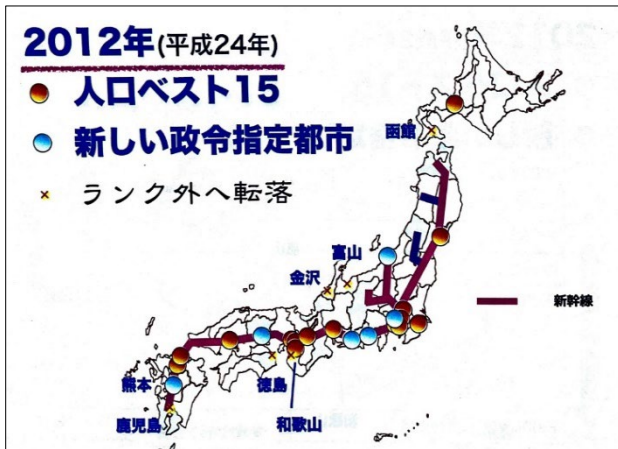 2012年(平成24年)
人口ベスト15
新しい政令指定都市
ランク外へ転落
函館
富山
金沢
新幹線
熊本
徳島
鹿児島
和歌山